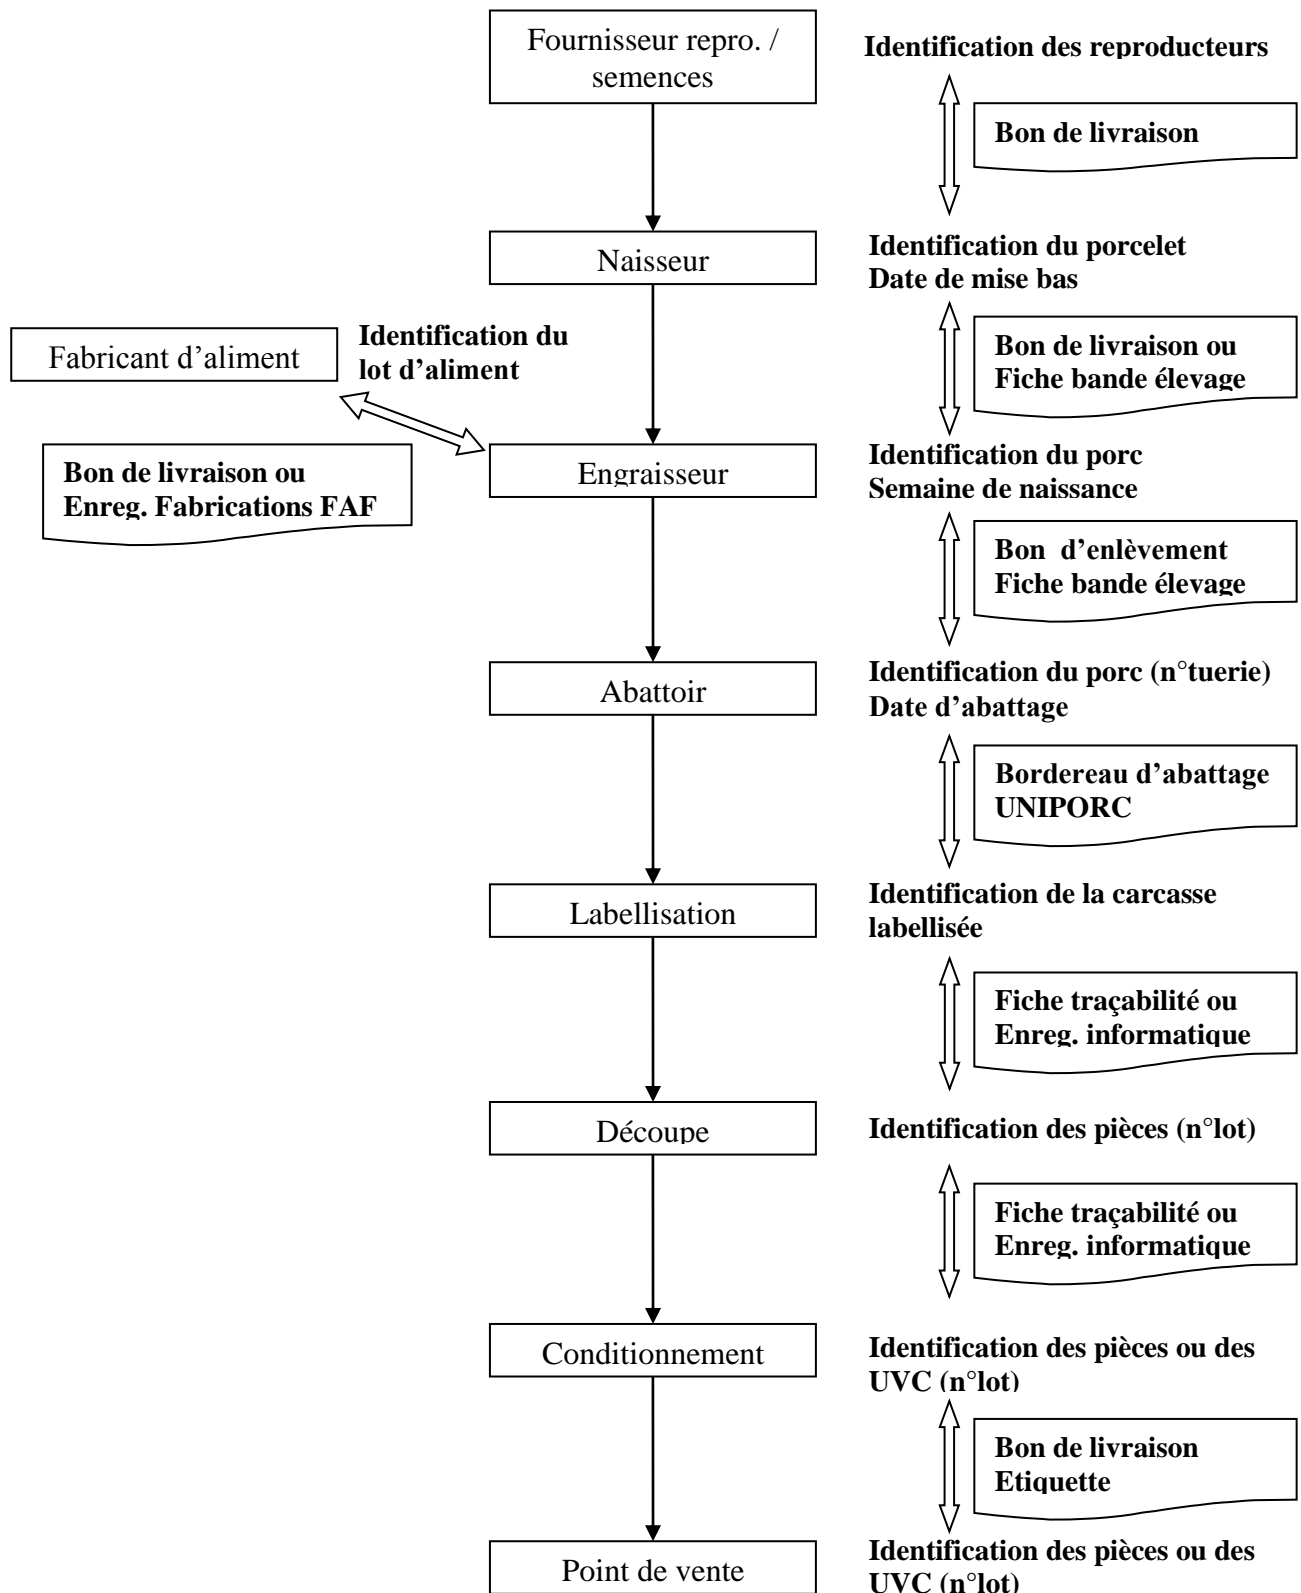 Fournisseur repro. /
semences
Identification des reproducteurs
Bon de livraison
Naisseur
Identification du porcelet
Date de mise bas
Fabricant d’aliment
Identification du
lot d’aliment
Bon de livraison ou
Fiche bande élevage
Bon de livraison ou
Enreg. Fabrications FAF
Engraisseur
Identification du porc
Semaine de naissance
Bon  d’enlèvement
Fiche bande élevage
Abattoir
Identification du porc (n°tuerie)
Date d’abattage
Bordereau d’abattage
UNIPORC
Labellisation
Identification de la carcasse
labellisée
Fiche traçabilité ou
Enreg. informatique
Découpe
Identification des pièces (n°lot)
Fiche traçabilité ou
Enreg. informatique
Conditionnement
Identification des pièces ou des
UVC (n°lot)
Bon de livraison
Etiquette
Point de vente
Identification des pièces ou des
UVC (n°lot)